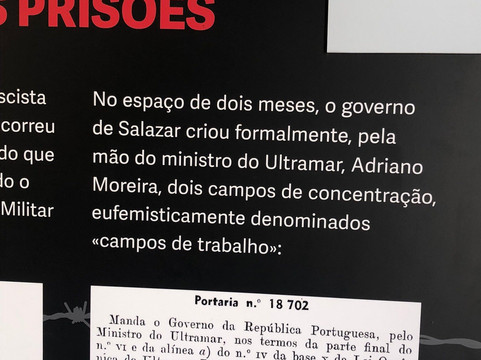 S PRISÕES
scista
correu
do que
do o
Militar
No espaço de dois meses, o governo
de Salazar criou formalmente, pela
mão do ministro do Ultramar, Adriano
Moreira, dois campos de concentração,
eufemisticamente denominados
«campos de trabalho»:
Portaria n.º 18 702
Manda o Governo da República Portuguesa, pelo
Ministro do Ultramar, nos termos da parte final do
n.º VI e da alínea a) do n.º IV da base X da Lei